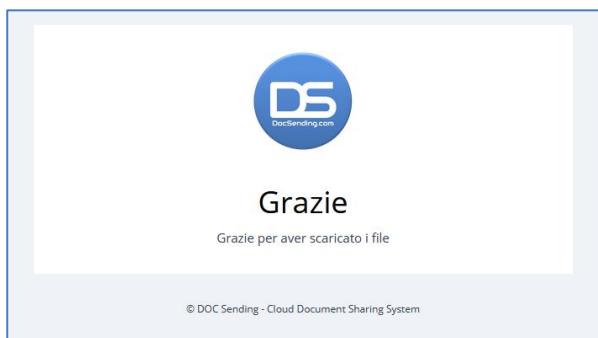 DS
DocSending.com
Grazie
Grazie per aver scaricato i file
© DOC Sending - Cloud Document Sharing System